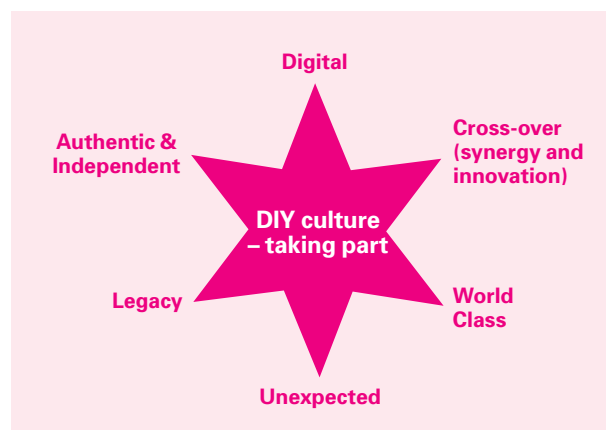 Digital
Authentic &
Independent
Cross-over
(synergy and
innovation)
DIY culture
– taking part
Legacy
World
Class
Unexpected